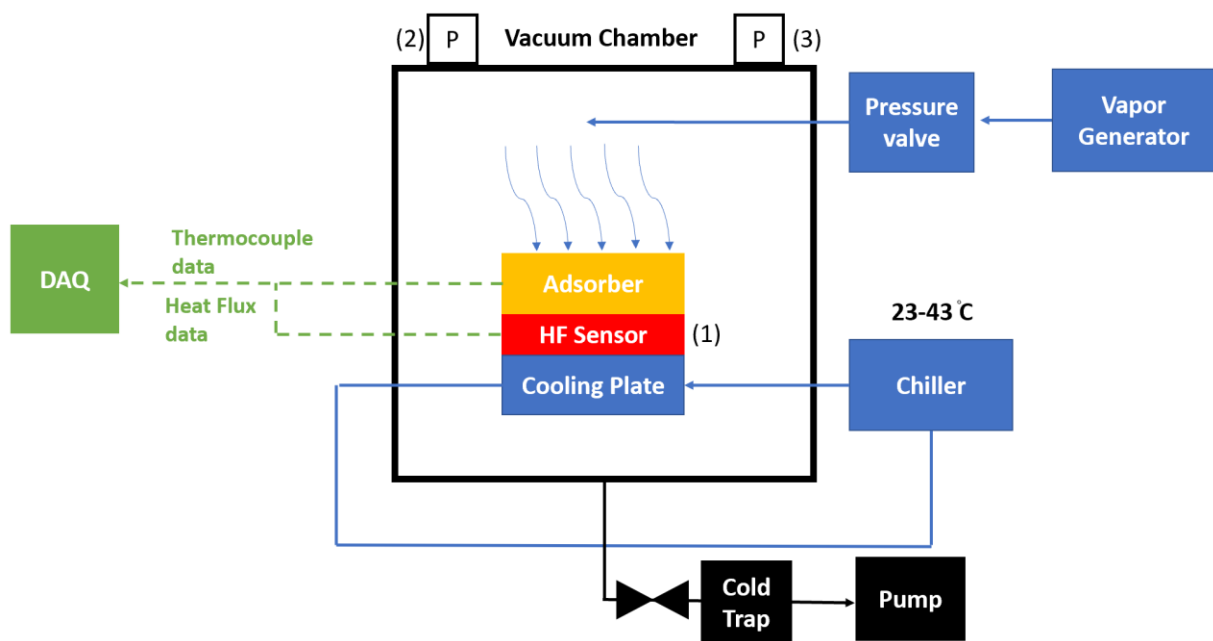 (2)
P
Vacuum Chamber
P
(3)
Pressure
valve
Vapor
Generator
DAQ
Thermocouple
data
Heat Flux
data
Adsorber
HF Sensor
(1)
Cooling Plate
23-43°C
Chiller
Cold
Trap
Pump